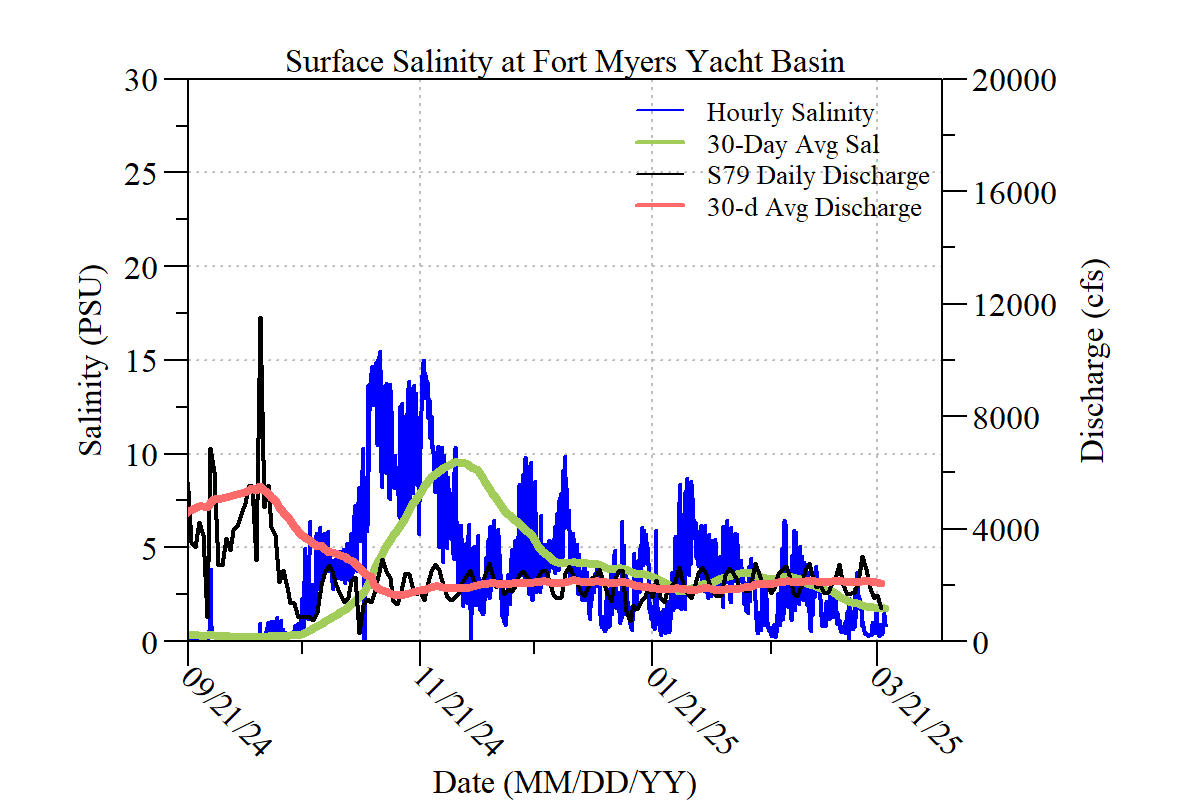 Surface Salinity at Fort Myers Yacht Basin
30
25
20
15
10
5
0
Salinity (PSU)
20000
16000
12000
8000
4000
0
Discharge (cfs)
Hourly Salinity
30-Day Avg Sal
S79 Daily Discharge
30-d Avg Discharge
09/21/24
11/21/24
01/21/25
03/21/25
Date (MM/DD/YY)